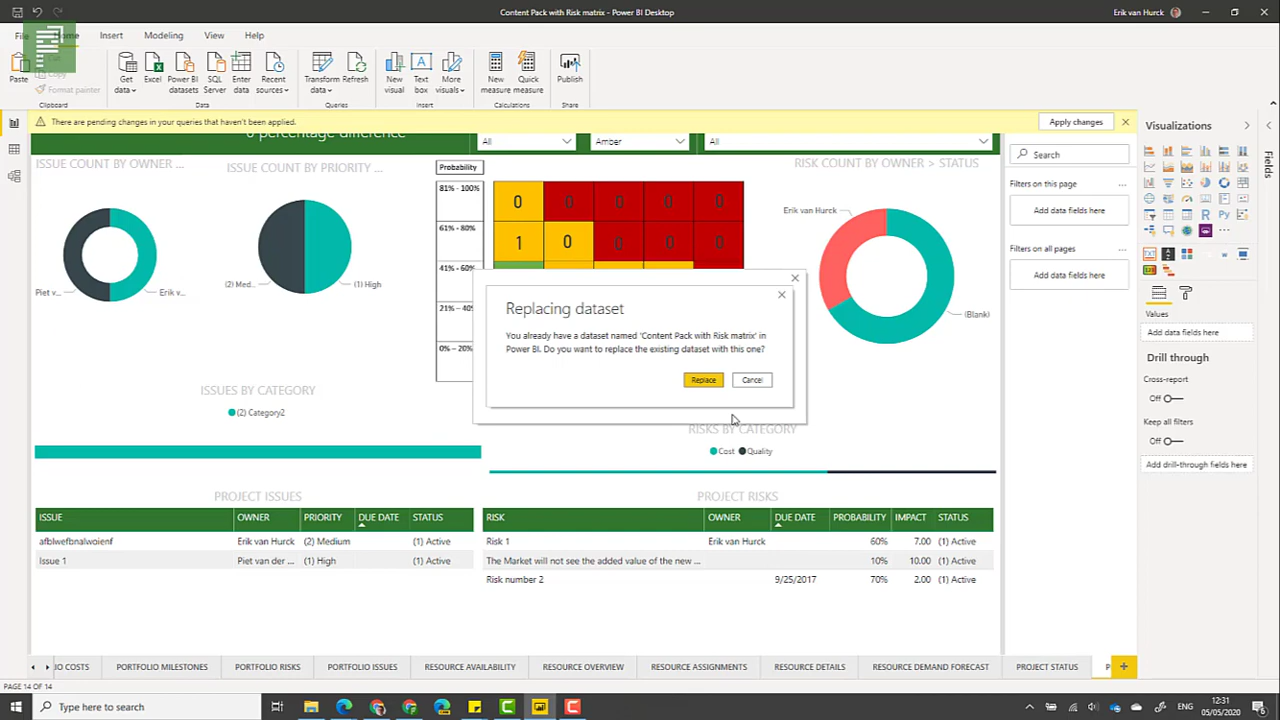 Content Pack with Risk matrix - Power BI Desktop
Erik van Hurck
File
Home
Insert
Modeling
View
Help
Paste
Cut
Copy
Format painter
Get data
Excel
Power BI datasets
SQL Server
Enter data
Recent sources
Transform data
Refresh
New visual
Text box
More visuals
New measure
Quick measure
Publish
Clipboard
Data
Queries
Insert
Calculations
Share
There are pending changes in your queries that haven't been applied.
Apply changes
0 percentage difference
All
Amber
All
ISSUE COUNT BY OWNER ...
ISSUE COUNT BY PRIORITY ...
Probability
81% - 100%
61% - 80%
41% - 60%
21% – 40%
0% – 20%
0 0 0 0 0
1 0 0 0 0
RISK COUNT BY OWNER > STATUS
Erik van Hurck
(Blank)
Piet v...
Erik v...
(2) Med...
(1) High
Replacing dataset
You already have a dataset named 'Content Pack with Risk matrix' in
Power BI. Do you want to replace the existing dataset with this one?
Replace
Cancel
ISSUES BY CATEGORY
(2) Category2
RISKS BY CATEGORY
Cost
Quality
PROJECT ISSUES
ISSUE OWNER PRIORITY DUE DATE STATUS
afblwefbnalwoienf Erik van Hurck (2) Medium (1) Active
Issue 1 Piet van der ... (1) High (1) Active
PROJECT RISKS
RISK OWNER DUE DATE PROBABILITY IMPACT STATUS
Risk 1 Erik van Hurck 60% 7.00 (1) Active
The Market will not see the added value of the new ... 10% 10.00 (1) Active
Risk number 2 9/25/2017 70% 2.00 (1) Active
Search
Filters on this page
...
Add data fields here
Filters on all pages
...
Add data fields here
Visualizations
Fields
Values
Add data fields here
Drill through
Cross-report
Off
Keep all filters
Off
Add drill-through fields here
IO COSTS
PORTFOLIO MILESTONES
PORTFOLIO RISKS
PORTFOLIO ISSUES
RESOURCE AVAILABILITY
RESOURCE OVERVIEW
RESOURCE ASSIGNMENTS
RESOURCE DETAILS
RESOURCE DEMAND FORECAST
PROJECT STATUS
P
PAGE 14 OF 14
Type here to search
ENG
12:31
05/05/2020